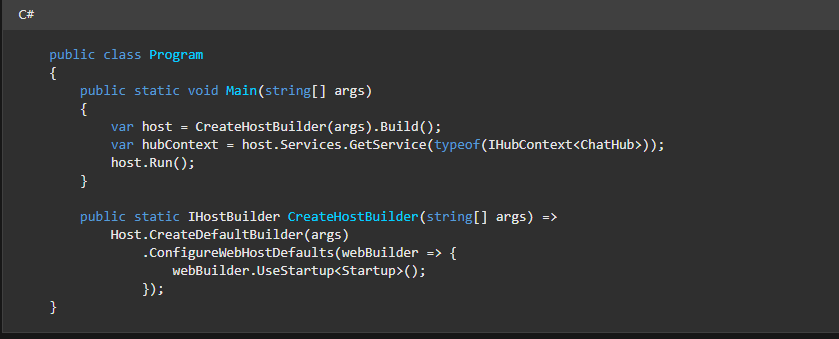 C#
public class Program
{
    public static void Main(string[] args)
    {
        var host = CreateHostBuilder(args).Build();
        var hubContext = host.Services.GetService(typeof(IHubContext<ChatHub>));
        host.Run();
    }

    public static IHostBuilder CreateHostBuilder(string[] args) =>
        Host.CreateDefaultBuilder(args)
            .ConfigureWebHostDefaults(webBuilder => {
                webBuilder.UseStartup<Startup>();
            });
}